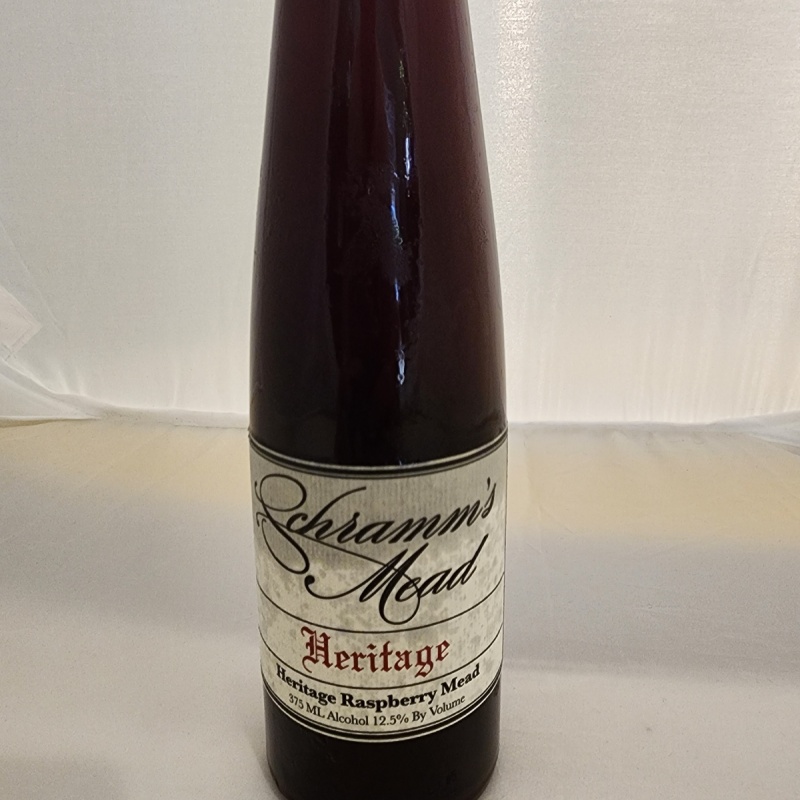 Schramm's
Mead
Heritage
Heritage Raspberry Mead
375 ML Alcohol 12.5% By Volume